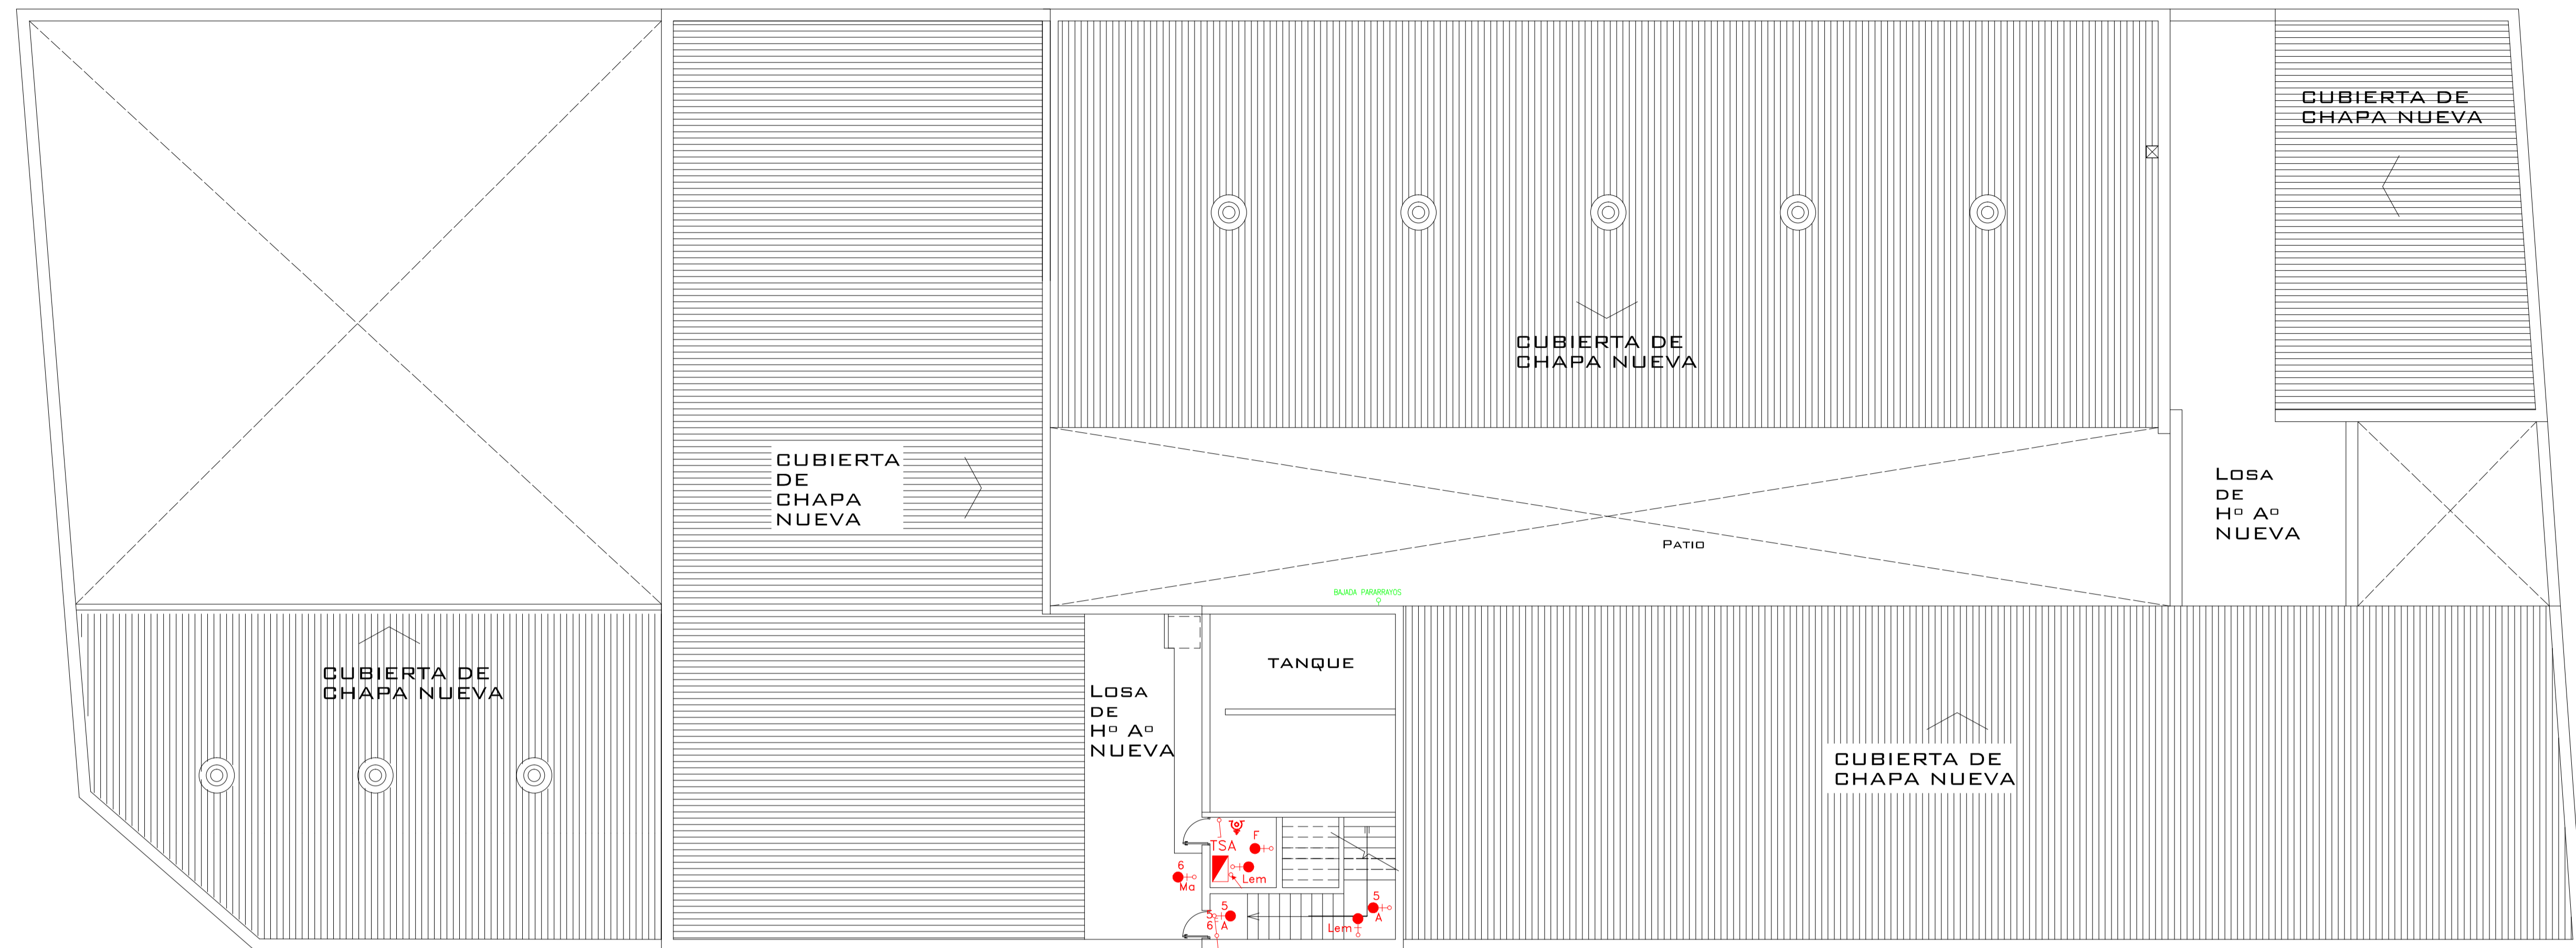 CUBIERTA DE
CHAPA NUEVA
CUBIERTA DE
CHAPA NUEVA
CUBIERTA
DE
CHAPA
NUEVA
LOSA
DE
Hº Aº
NUEVA
PATIO
BAJADA PARARRAYOS
TANQUE
CUBIERTA DE
CHAPA NUEVA
LOSA
DE
Hº Aº
NUEVA
CUBIERTA DE
CHAPA NUEVA
F
TSA
6
Ma
Lem
5
A
5
6
5
A
Lem